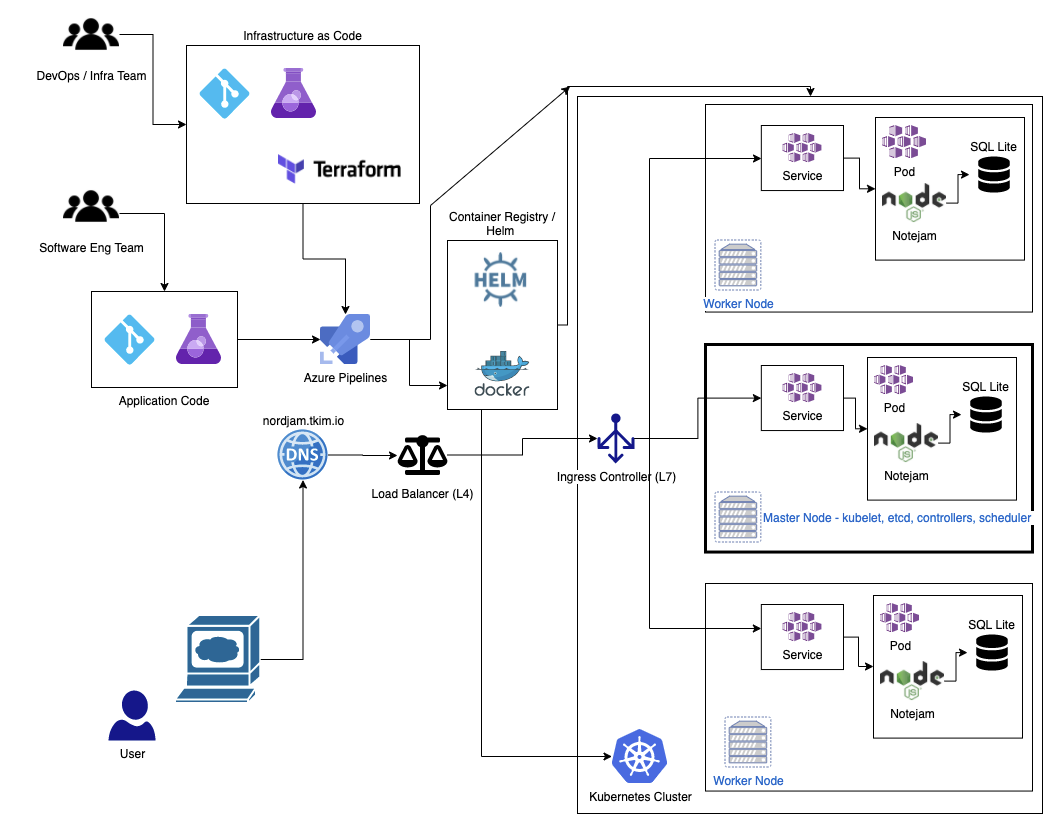 Infrastructure as Code
DevOps / Infra Team
Terraform
Software Eng Team
Application Code
Azure Pipelines
Container Registry /
Helm
HELM
docker
nordjam.tkim.io
DNS
Load Balancer (L4)
Ingress Controller (L7)
User
Kubernetes Cluster
Service
Pod
SQL Lite
node
JS
Notejam
Worker Node
Service
Pod
SQL Lite
node
JS
Notejam
Master Node - kubelet, etcd, controllers, scheduler
Service
Pod
SQL Lite
node
JS
Notejam
Worker Node